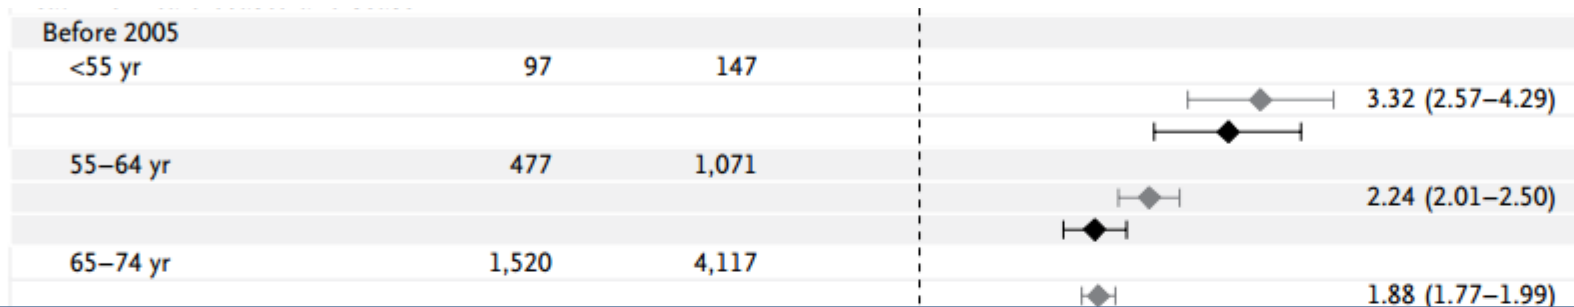 Before 2005
<55 yr 97 147
3.32 (2.57–4.29)
55–64 yr 477 1,071
2.24 (2.01–2.50)
65–74 yr 1,520 4,117
1.88 (1.77–1.99)